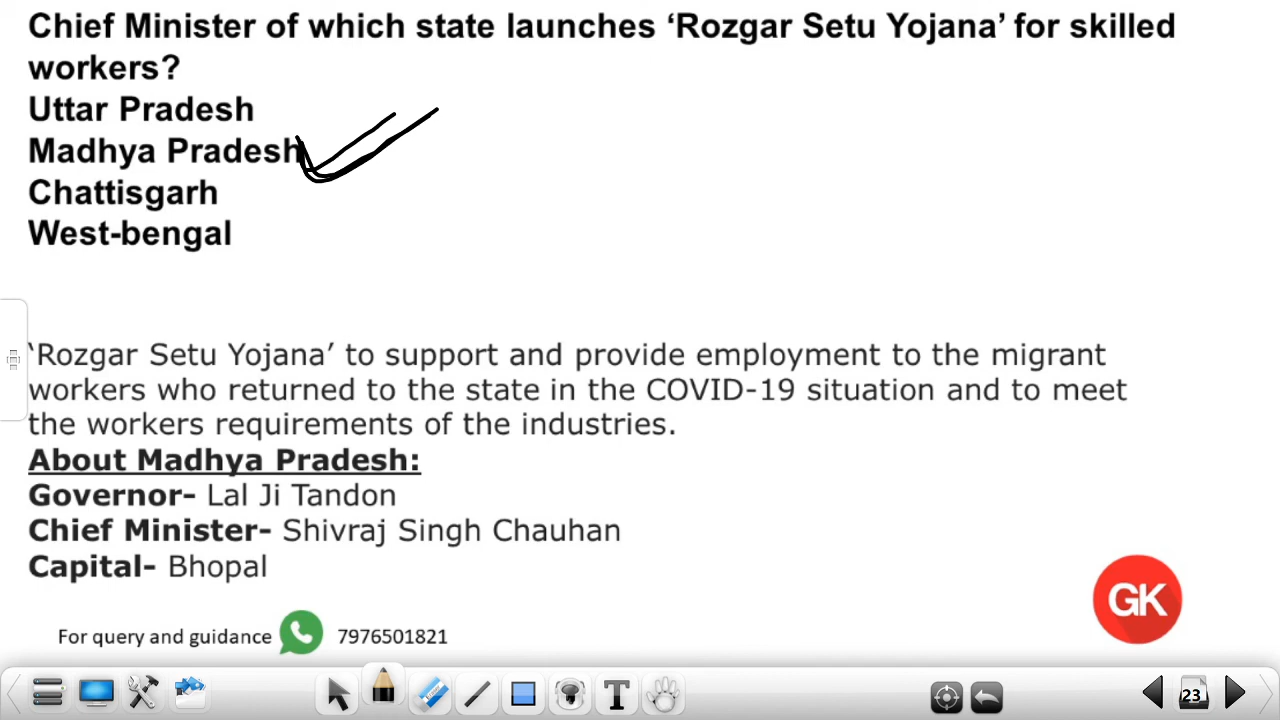 Chief Minister of which state launches ‘Rozgar Setu Yojana’ for skilled
workers?
Uttar Pradesh
Madhya Pradesh
Chattisgarh
West-bengal
‘Rozgar Setu Yojana’ to support and provide employment to the migrant
workers who returned to the state in the COVID-19 situation and to meet
the workers requirements of the industries.
About Madhya Pradesh:
Governor- Lal Ji Tandon
Chief Minister- Shivraj Singh Chauhan
Capital- Bhopal
GK
For query and guidance 7976501821
23